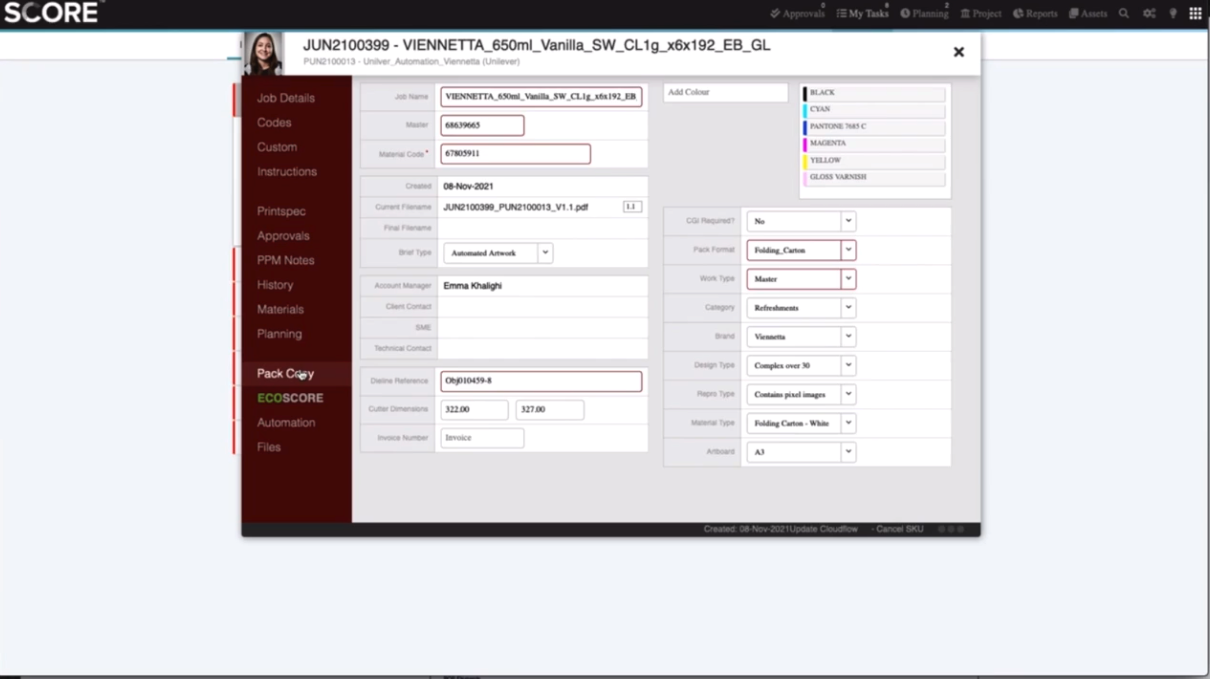 SCORE
Approvals 0
My Tasks 8
Planning 2
Project
Reports
Assets
JUN2100399 - VIENNETTA_650ml_Vanilla_SW_CL1g_x6x192_EB_GL
PUN2100013 - Unilver_Automation_Viennetta (Unilever)
Job Details
Codes
Custom
Instructions
Printspec
Approvals
PPM Notes
History
Materials
Planning
Pack Copy
ECOSCORE
Automation
Files
Job Name VIENNETTA_650ml_Vanilla_SW_CL1g_x6x192_EB
Master 68639665
Material Code * 67805911
Created 08-Nov-2021
Current Filename JUN2100399_PUN2100013_V1.1.pdf 1.1
Final Filename
Brief Type Automated Artwork
Account Manager Emma Khalighi
Client Contact
SME
Technical Contact
Dieline Reference Obj010459-8
Cutter Dimensions 322.00 327.00
Invoice Number Invoice
Add Colour
BLACK
CYAN
PANTONE 7685 C
MAGENTA
YELLOW
GLOSS VARNISH
CGI Required? No
Pack Format Folding_Carton
Work Type Master
Category Refreshments
Brand Viennetta
Design Type Complex over 30
Repro Type Contains pixel images
Material Type Folding Carton - White
Artboard A3
Created: 08-Nov-2021Update Cloudflow - Cancel SKU